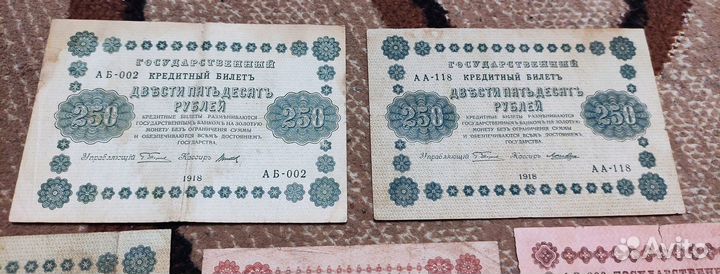 ГОСУДАРСТВЕННЫЙ
АБ-002 КРЕДИТНЫЙ БИЛЕТЪ
ДВѢСТИ ПЯТЬДЕСЯТЪ
РУБЛЕЙ
250 250
КРЕДИТНЫЕ БИЛЕТЫ РАЗМѢНИВАЮТСЯ
ГОСУДАРСТВЕННЫМЪ БАНКОМЪ НА ЗОЛОТУЮ
МОНЕТУ БЕЗЪ ОГРАНИЧЕНІЯ СУММЫ
И ОБЕЗПЕЧИВАЮТСЯ ВСѢМЪ ДОСТОЯНІЕМЪ
ГОСУДАРСТВА.
Управляющій Кассиръ
1918 АБ-002
ГОСУДАРСТВЕННЫЙ
АА-118 КРЕДИТНЫЙ БИЛЕТЪ
ДВѢСТИ ПЯТЬДЕСЯТЪ
РУБЛЕЙ
250 250
КРЕДИТНЫЕ БИЛЕТЫ РАЗМѢНИВАЮТСЯ
ГОСУДАРСТВЕННЫМЪ БАНКОМЪ НА ЗОЛОТУЮ
МОНЕТУ БЕЗЪ ОГРАНИЧЕНІЯ СУММЫ
И ОБЕЗПЕЧИВАЮТСЯ ВСѢМЪ ДОСТОЯНІЕМЪ
ГОСУДАРСТВА.
Управляющій Кассиръ
1918 АА-118
Avito